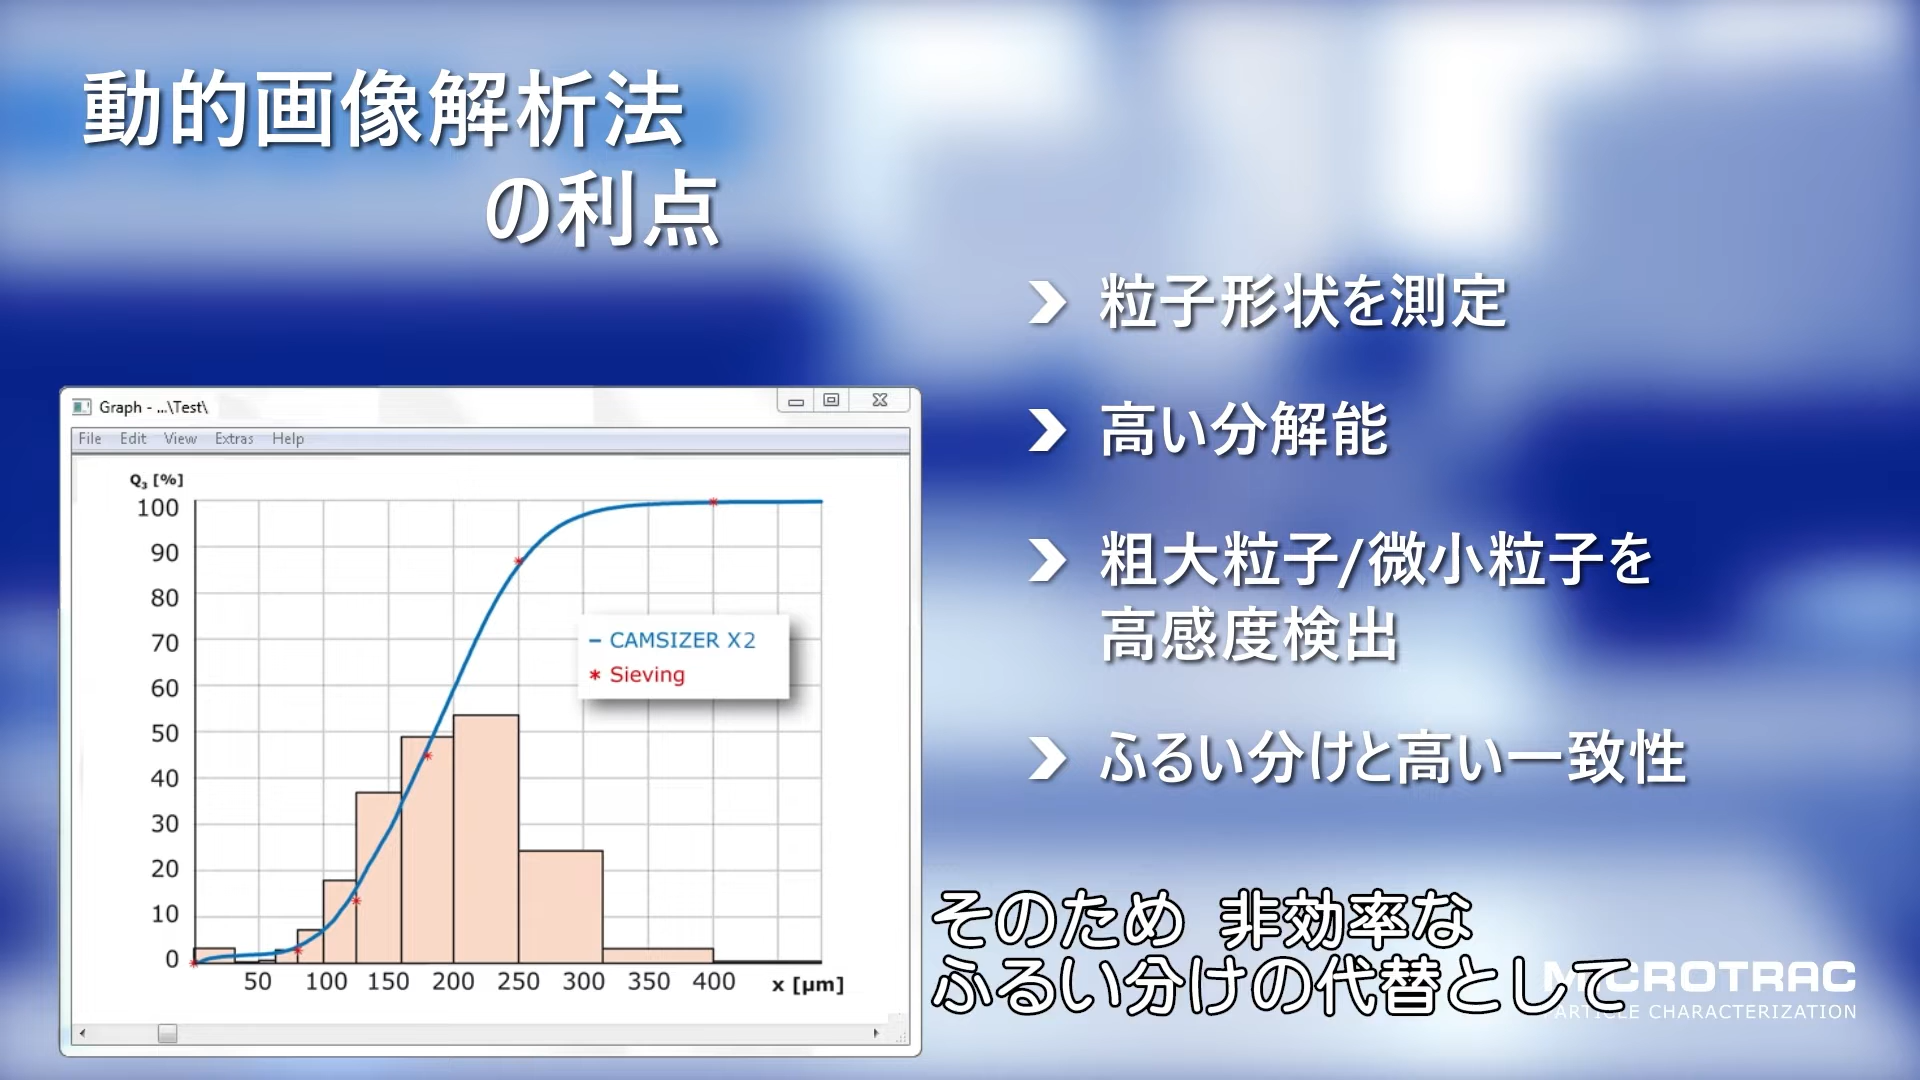 動的画像解析法
の利点
粒子形状を測定
高い分解能
粗大粒子/微小粒子を
高感度検出
ふるい分けと高い一致性
Graph - ...\Test\
File Edit View Extras Help
Q₃ [%]
100
90
80
70
60
50
40
30
20
10
0
50 100 150 200 250 300 350 400 x [µm]
CAMSIZER X2
* Sieving
そのため 非効率な
ふるい分けの代替として
MICROTRAC
PARTICLE CHARACTERIZATION